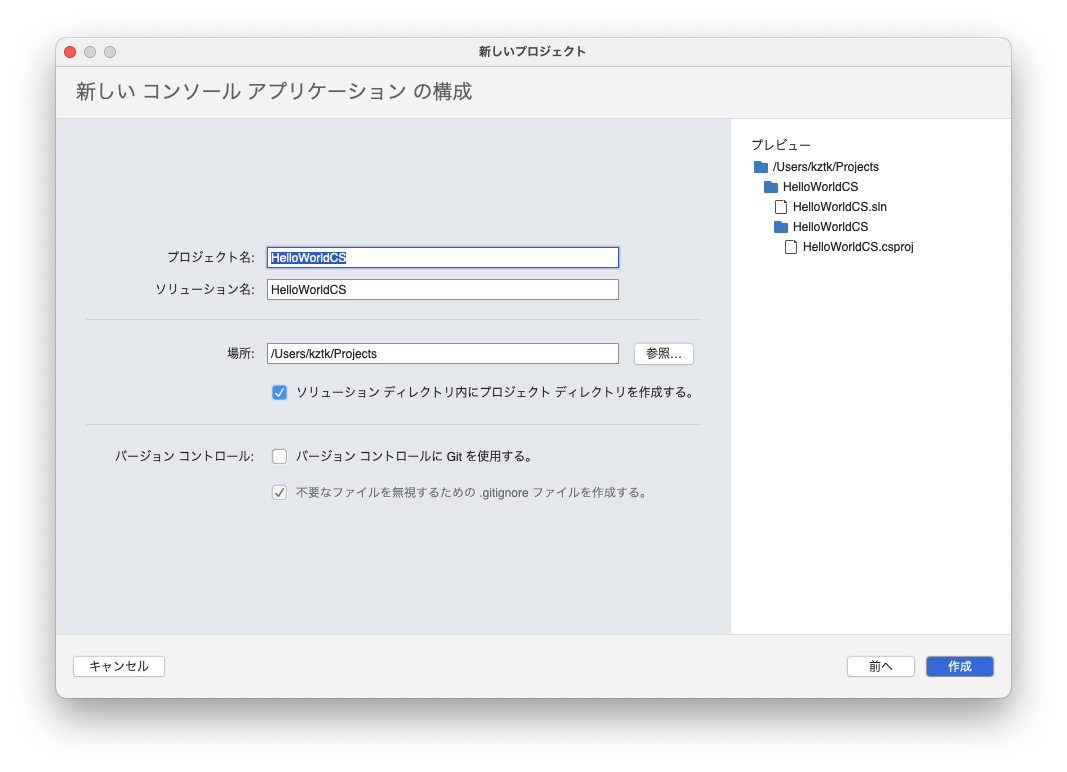 新しいプロジェクト
新しい コンソール アプリケーション の構成
プロジェクト名: HelloWorldCS
ソリューション名: HelloWorldCS
場所: /Users/kztk/Projects 参照...
ソリューション ディレクトリ内にプロジェクト ディレクトリを作成する。
バージョン コントロール: バージョン コントロールに Git を使用する。
不要なファイルを無視するための .gitignore ファイルを作成する。
プレビュー
/Users/kztk/Projects
HelloWorldCS
HelloWorldCS.sln
HelloWorldCS
HelloWorldCS.csproj
キャンセル 前へ 作成